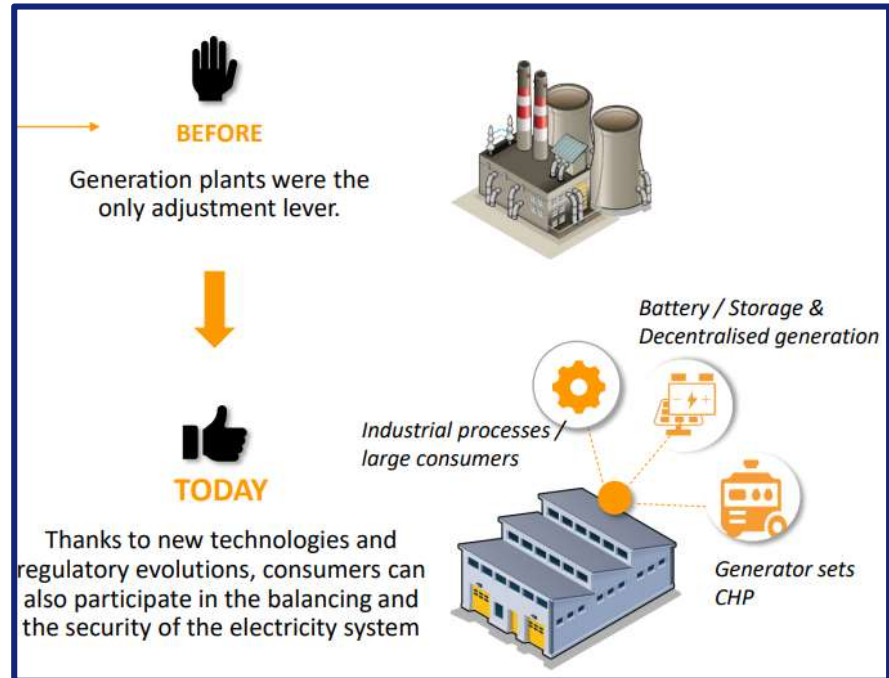 BEFORE
Generation plants were the
only adjustment lever.
Battery / Storage &
Decentralised generation
Industrial processes /
large consumers
TODAY
Thanks to new technologies and
regulatory evolutions, consumers can
also participate in the balancing and
the security of the electricity system
Generator sets
CHP